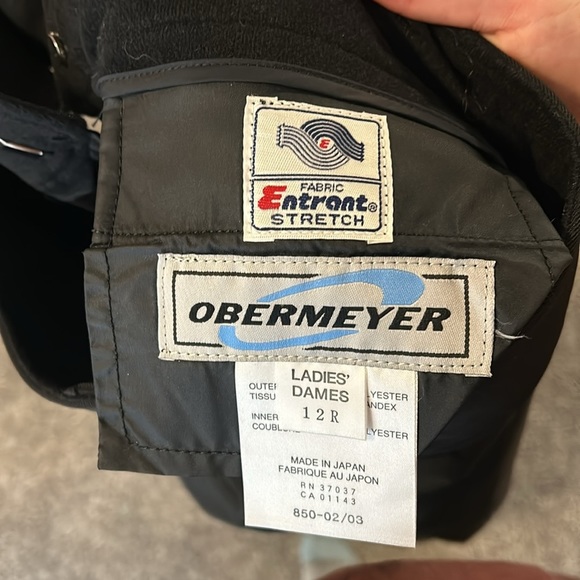 E
FABRIC
Entrant®
STRETCH
OBERMEYER
LADIES'
DAMES
12R
MADE IN JAPAN
FABRIQUE AU JAPON
RN 37037
CA 01143
850-02/03